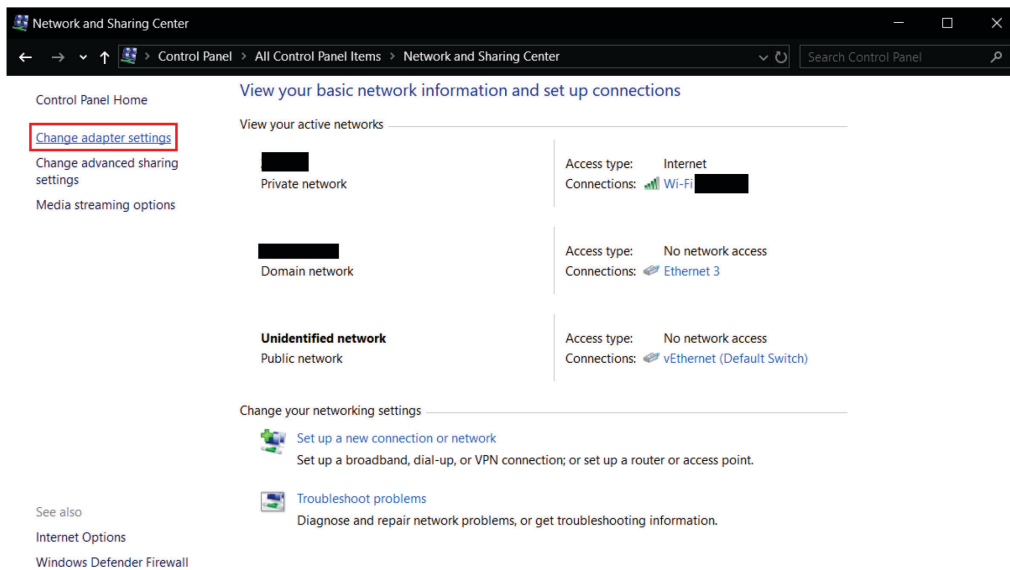 Network and Sharing Center
Control Panel > All Control Panel Items > Network and Sharing Center
Search Control Panel
Control Panel Home
Change adapter settings
Change advanced sharing
settings
Media streaming options
See also
Internet Options
Windows Defender Firewall
View your basic network information and set up connections
View your active networks
Private network
Access type: Internet
Connections: Wi-Fi
Domain network
Access type: No network access
Connections: Ethernet 3
Unidentified network
Public network
Access type: No network access
Connections: vEthernet (Default Switch)
Change your networking settings
Set up a new connection or network
Set up a broadband, dial-up, or VPN connection; or set up a router or access point.
Troubleshoot problems
Diagnose and repair network problems, or get troubleshooting information.